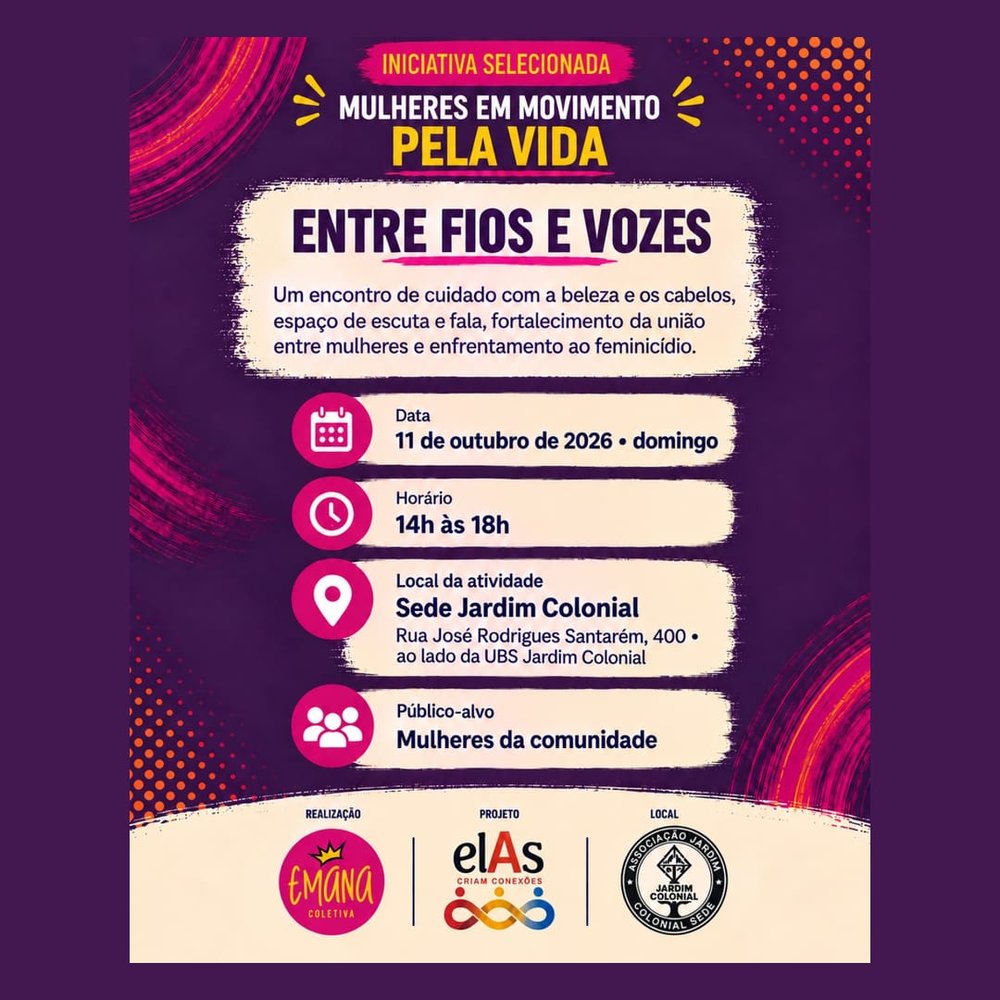 INICIATIVA SELECIONADA
MULHERES EM MOVIMENTO
PELA VIDA
ENTRE FIOS E VOZES
Um encontro de cuidado com a beleza e os cabelos,
espaço de escuta e fala, fortalecimento da união
entre mulheres e enfrentamento ao feminicídio.
Data
11 de outubro de 2026 • domingo
Horário
14h às 18h
Local da atividade
Sede Jardim Colonial
Rua José Rodrigues Santarém, 400 •
ao lado da UBS Jardim Colonial
Público-alvo
Mulheres da comunidade
REALIZAÇÃO
EMANA
COLETIVA
PROJETO
elAs
CRIAM CONEXÕES
LOCAL
ASSOCIAÇÃO JARDIM
JARDIM
COLONIAL
COLONIAL SEDE